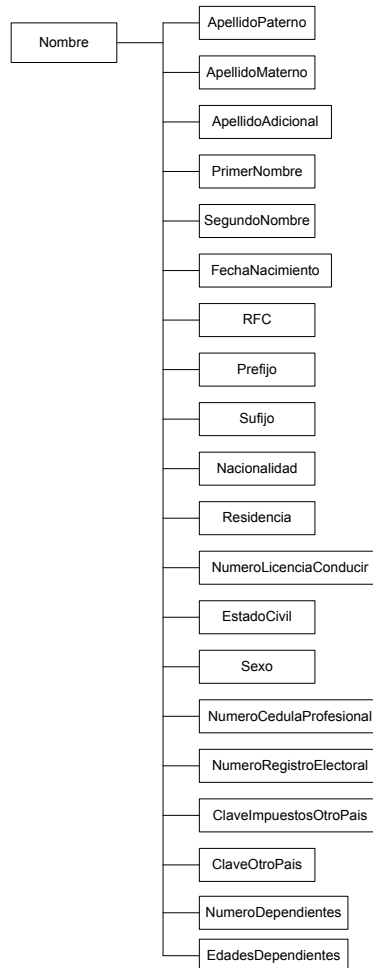 Nombre
ApellidoPaterno
ApellidoMaterno
ApellidoAdicional
PrimerNombre
SegundoNombre
FechaNacimiento
RFC
Prefijo
Sufijo
Nacionalidad
Residencia
NumeroLicenciaConducir
EstadoCivil
Sexo
NumeroCedulaProfesional
NumeroRegistroElectoral
ClaveImpuestosOtroPais
ClaveOtroPais
NumeroDependientes
EdadesDependientes